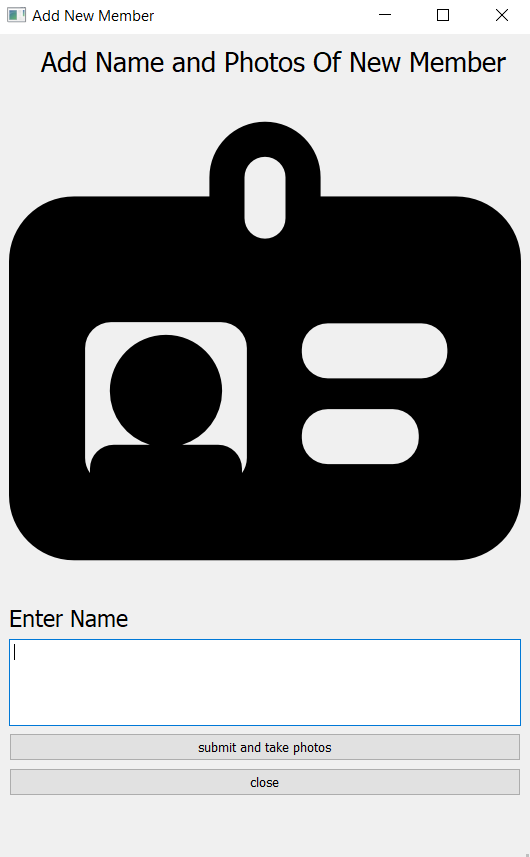 Add New Member
Add Name and Photos Of New Member
Enter Name
submit and take photos
close